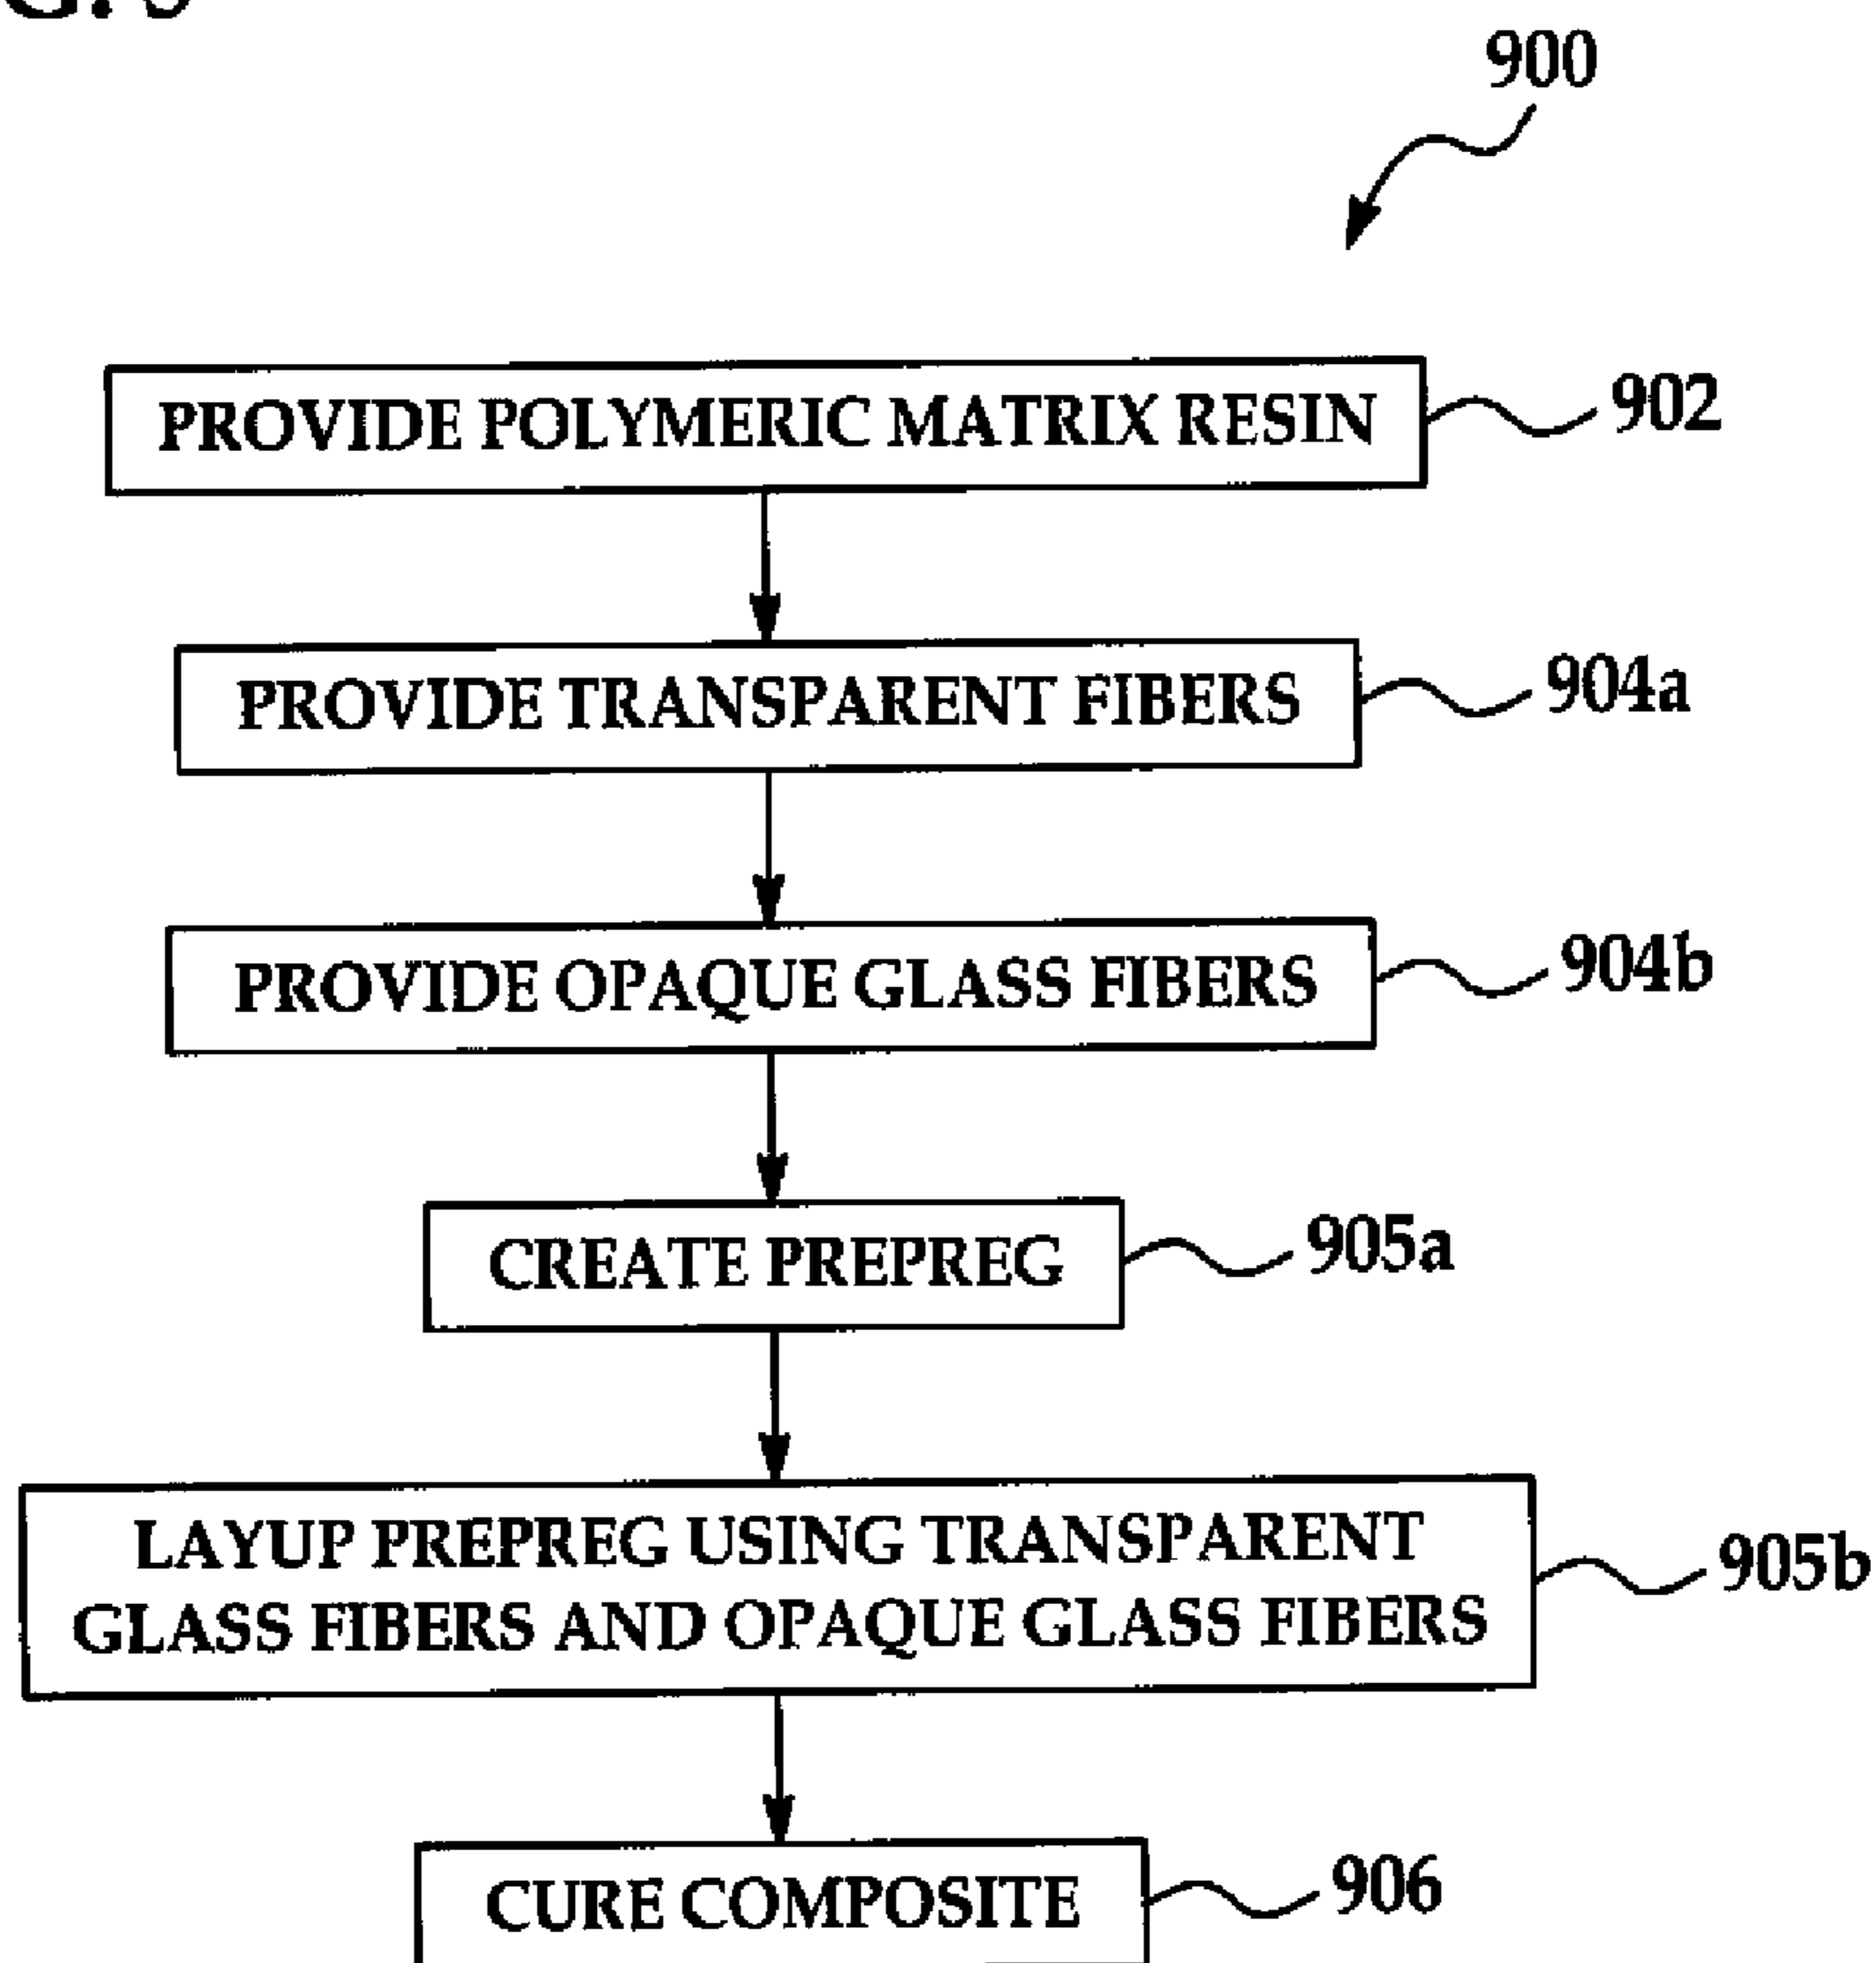 900
PROVIDE POLYMERIC MATRIX RESIN
902
PROVIDE TRANSPARENT FIBERS
904a
PROVIDE OPAQUE GLASS FIBERS
904b
CREATE PREPREG
905a
LAYUP PREPREG USING TRANSPARENT
GLASS FIBERS AND OPAQUE GLASS FIBERS
905b
CURE COMPOSITE
906